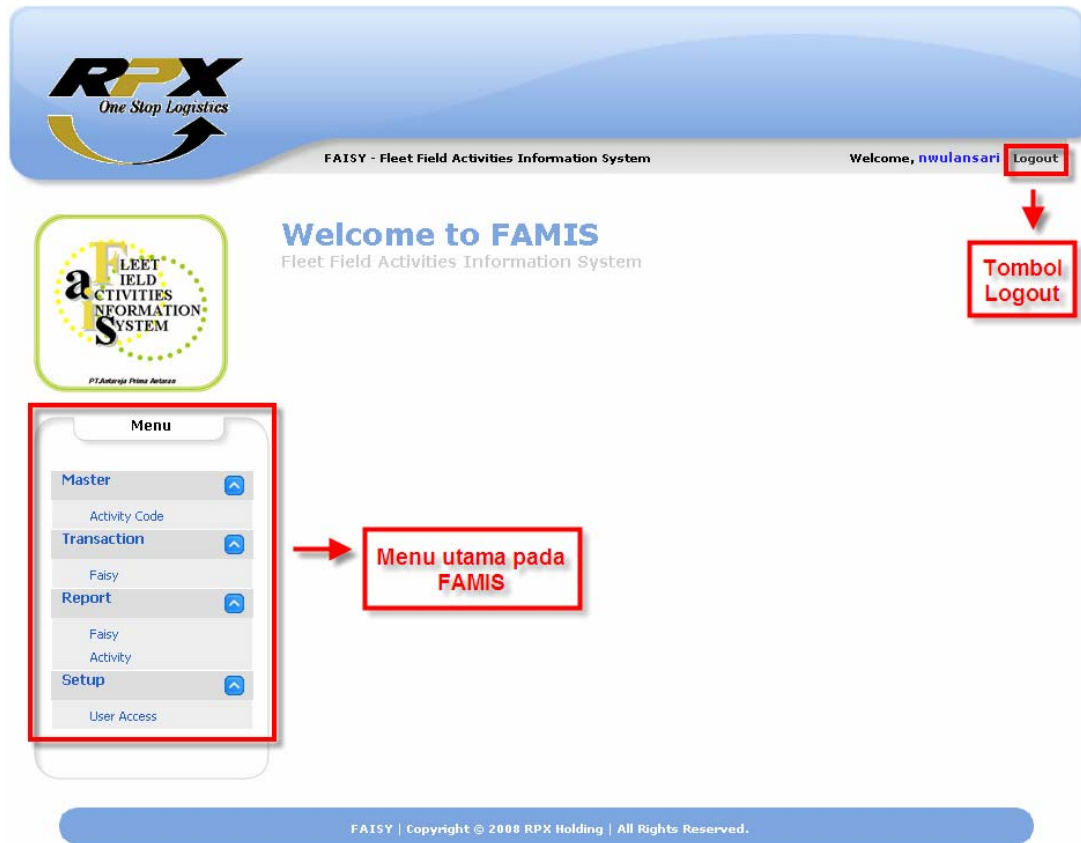 RPX
One Stop Logistics
FAISY - Fleet Field Activities Information System
Welcome, nwulansari Logout
Tombol
Logout
Welcome to FAMIS
Fleet Field Activities Information System
FLEET
FIELD
aCTIVITIES
INFORMATION
SYSTEM
PT.Antareja Prima Antaran
Menu
Master
Activity Code
Transaction
Faisy
Report
Faisy
Activity
Setup
User Access
Menu utama pada
FAMIS
FAISY | Copyright © 2008 RPX Holding | All Rights Reserved.